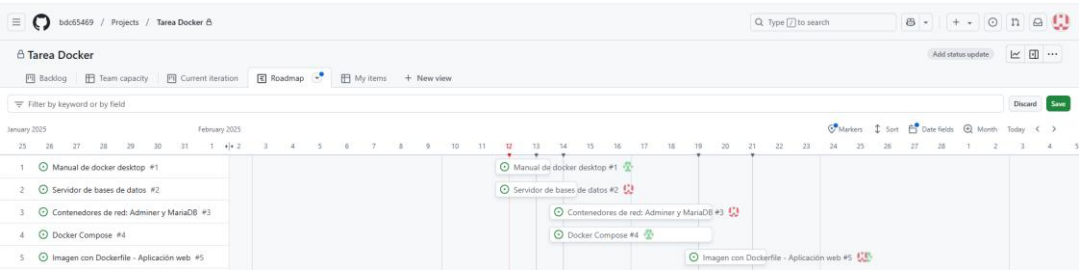 bdc65469 / Projects / Tarea Docker
Type / to search
Tarea Docker
Add status update
Backlog Team capacity Current iteration Roadmap My items + New view
Filter by keyword or by field
Discard Save
January 2025 February 2025 Markers Sort Date fields Month Today
25 26 27 28 29 30 31 1 2 3 4 5 6 7 8 9 10 11 12 13 14 15 16 17 18 19 20 21 22 23 24 25 26 27 28 1 2 3 4 5
1 Manual de docker desktop #1 Manual de docker desktop #1
2 Servidor de bases de datos #2 Servidor de bases de datos #2
3 Contenedores de red: Adminer y MariaDB #3 Contenedores de red: Adminer y MariaDB #3
4 Docker Compose #4 Docker Compose #4
5 Imagen con Dockerfile - Aplicación web #5 Imagen con Dockerfile - Aplicación web #5